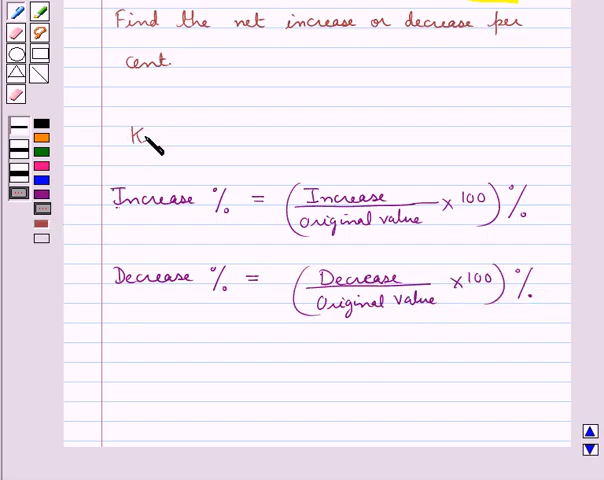 Find the net increase or decrease per
cent.
K
Increase % = (Increase / original value × 100) %
Decrease % = (Decrease / Original value × 100) %